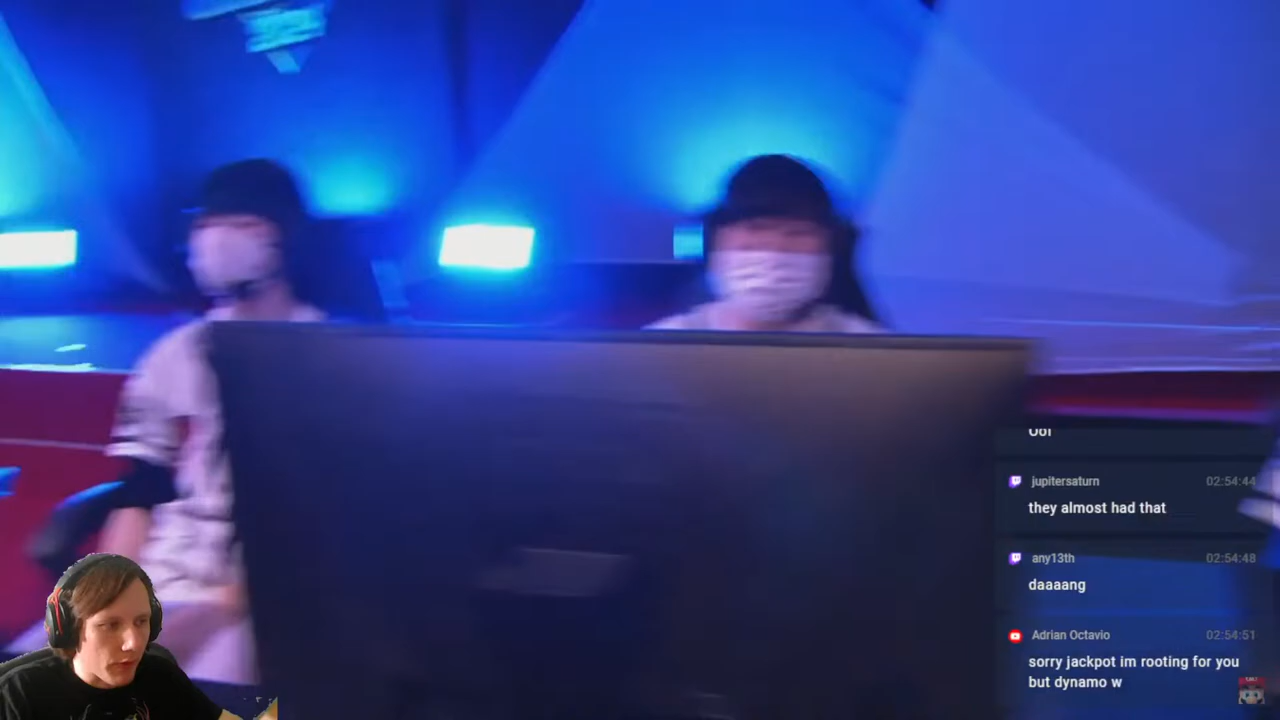 Oof
jupitersaturn 02:54:44
they almost had that
any13th 02:54:48
daaaang
Adrian Octavio 02:54:51
sorry jackpot im rooting for you
but dynamo w